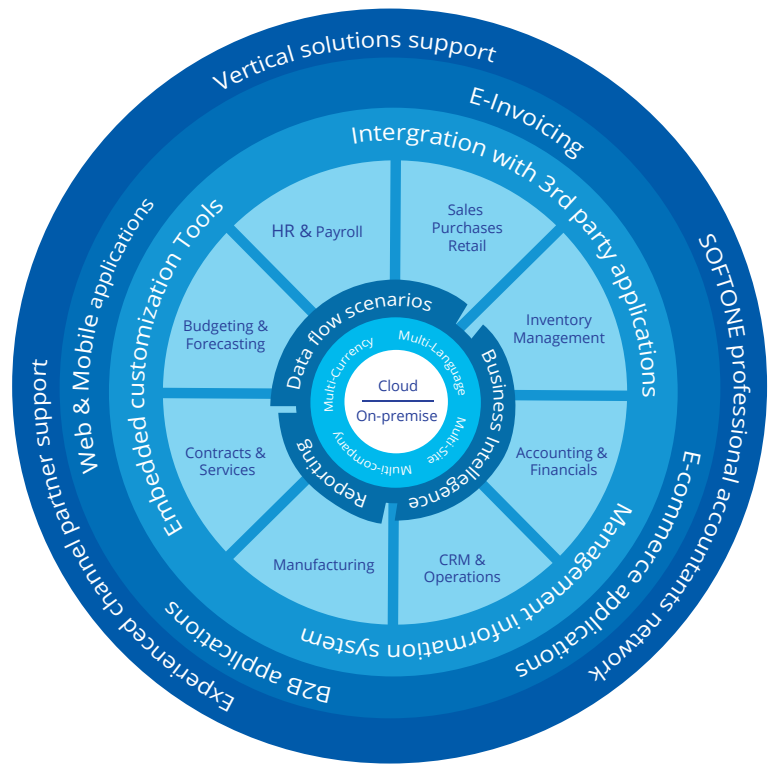 Vertical solutions support
SOFTONE professional accountants network
Experienced channel partner support
E-Invoicing
Web & Mobile applications
E-commerce applications
B2B applications
Intergration with 3rd party applications
Embedded customization Tools
Management information system
HR & Payroll
Sales
Purchases
Retail
Budgeting &
Forecasting
Inventory
Management
Contracts &
Services
Accounting &
Financials
Manufacturing
CRM &
Operations
Data flow scenarios
Business Intellegence
Reporting
Multi-Currency
Multi-Language
Multi-company
Multi-Site
Cloud
On-premise